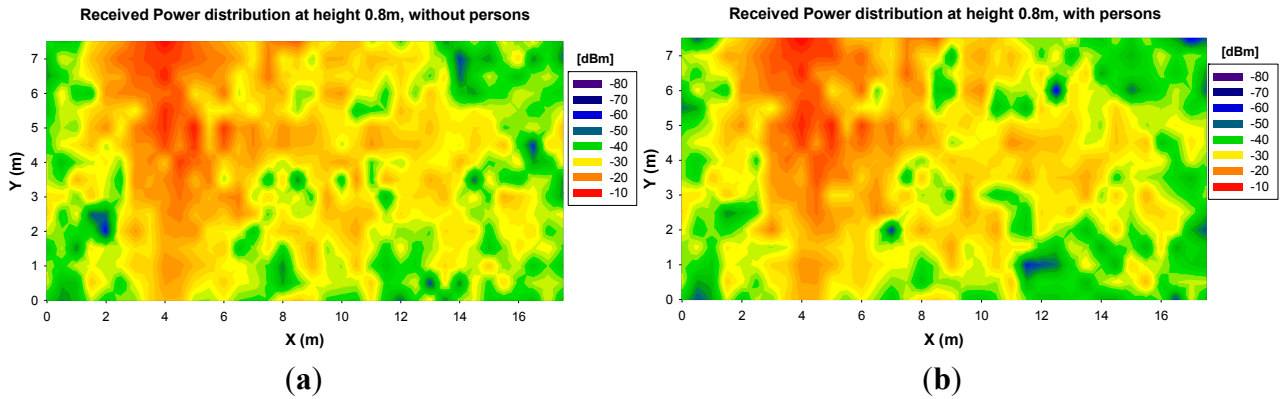 Received Power distribution at height 0.8m, without persons
[dBm]
-80
-70
-60
-50
-40
-30
-20
-10
7
6
5
4
3
2
1
0
Y (m)
0 2 4 6 8 10 12 14 16
X (m)
(a)
Received Power distribution at height 0.8m, with persons
[dBm]
-80
-70
-60
-50
-40
-30
-20
-10
7
6
5
4
3
2
1
0
Y (m)
0 2 4 6 8 10 12 14 16
X (m)
(b)